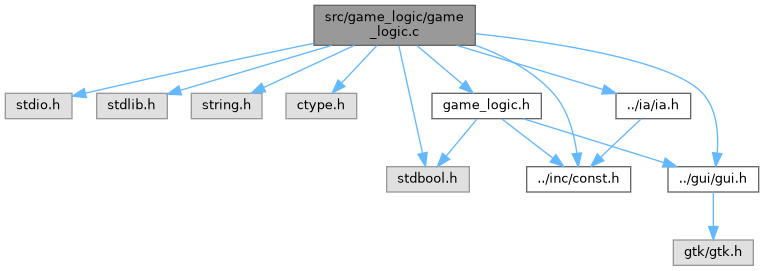 src/game_logic/game
_logic.c
stdio.h
stdlib.h
string.h
ctype.h
game_logic.h
../ia/ia.h
stdbool.h
../inc/const.h
../gui/gui.h
gtk/gtk.h